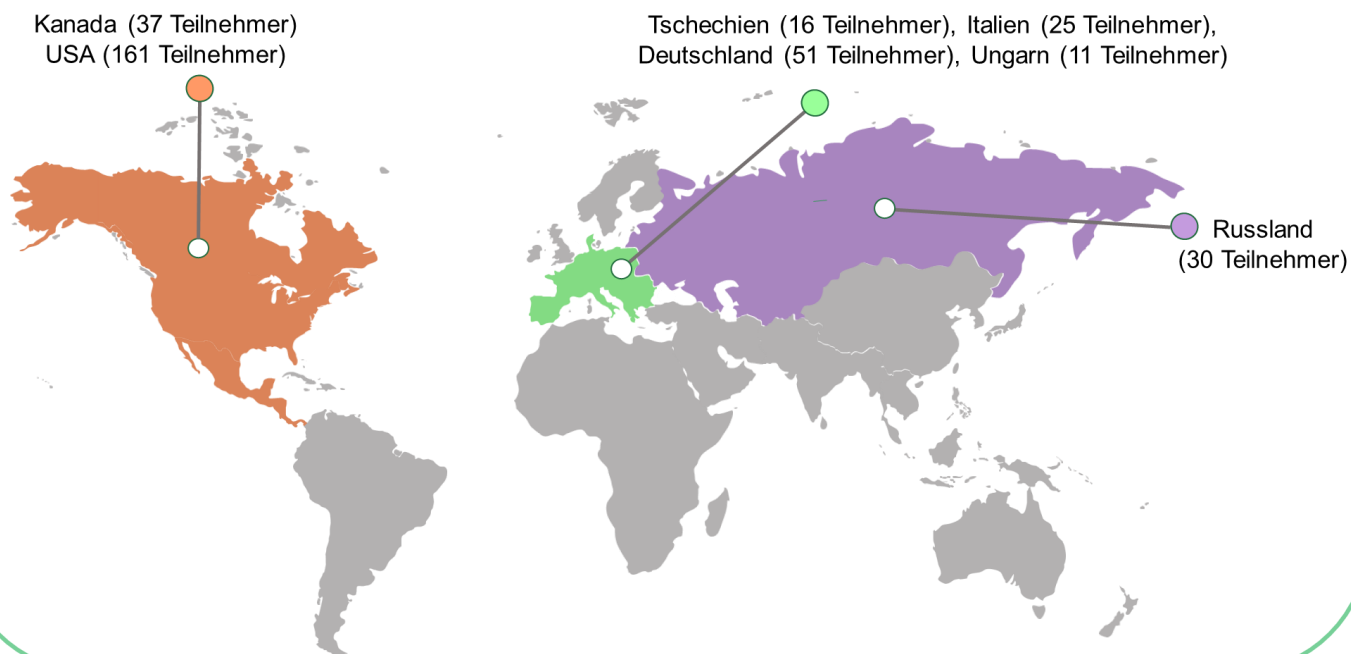 Kanada (37 Teilnehmer)
USA (161 Teilnehmer)
Tschechien (16 Teilnehmer), Italien (25 Teilnehmer),
Deutschland (51 Teilnehmer), Ungarn (11 Teilnehmer)
Russland
(30 Teilnehmer)